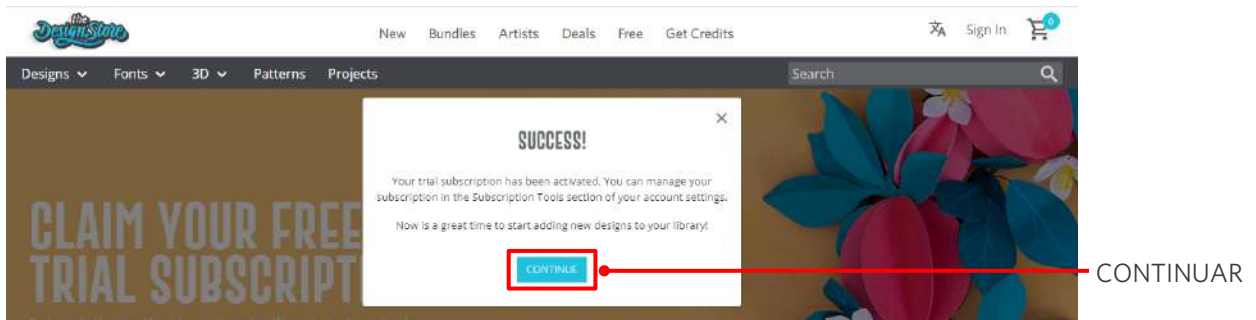 the
Design Store
New Bundles Artists Deals Free Get Credits
Sign In
0
Designs Fonts 3D Patterns Projects
Search
SUCCESS!
Your trial subscription has been activated. You can manage your
subscription in the Subscription Tools section of your account settings.
Now is a great time to start adding new designs to your library!
CONTINUE
CONTINUAR
CLAIM YOUR FREE
TRIAL SUBSCRIPTI